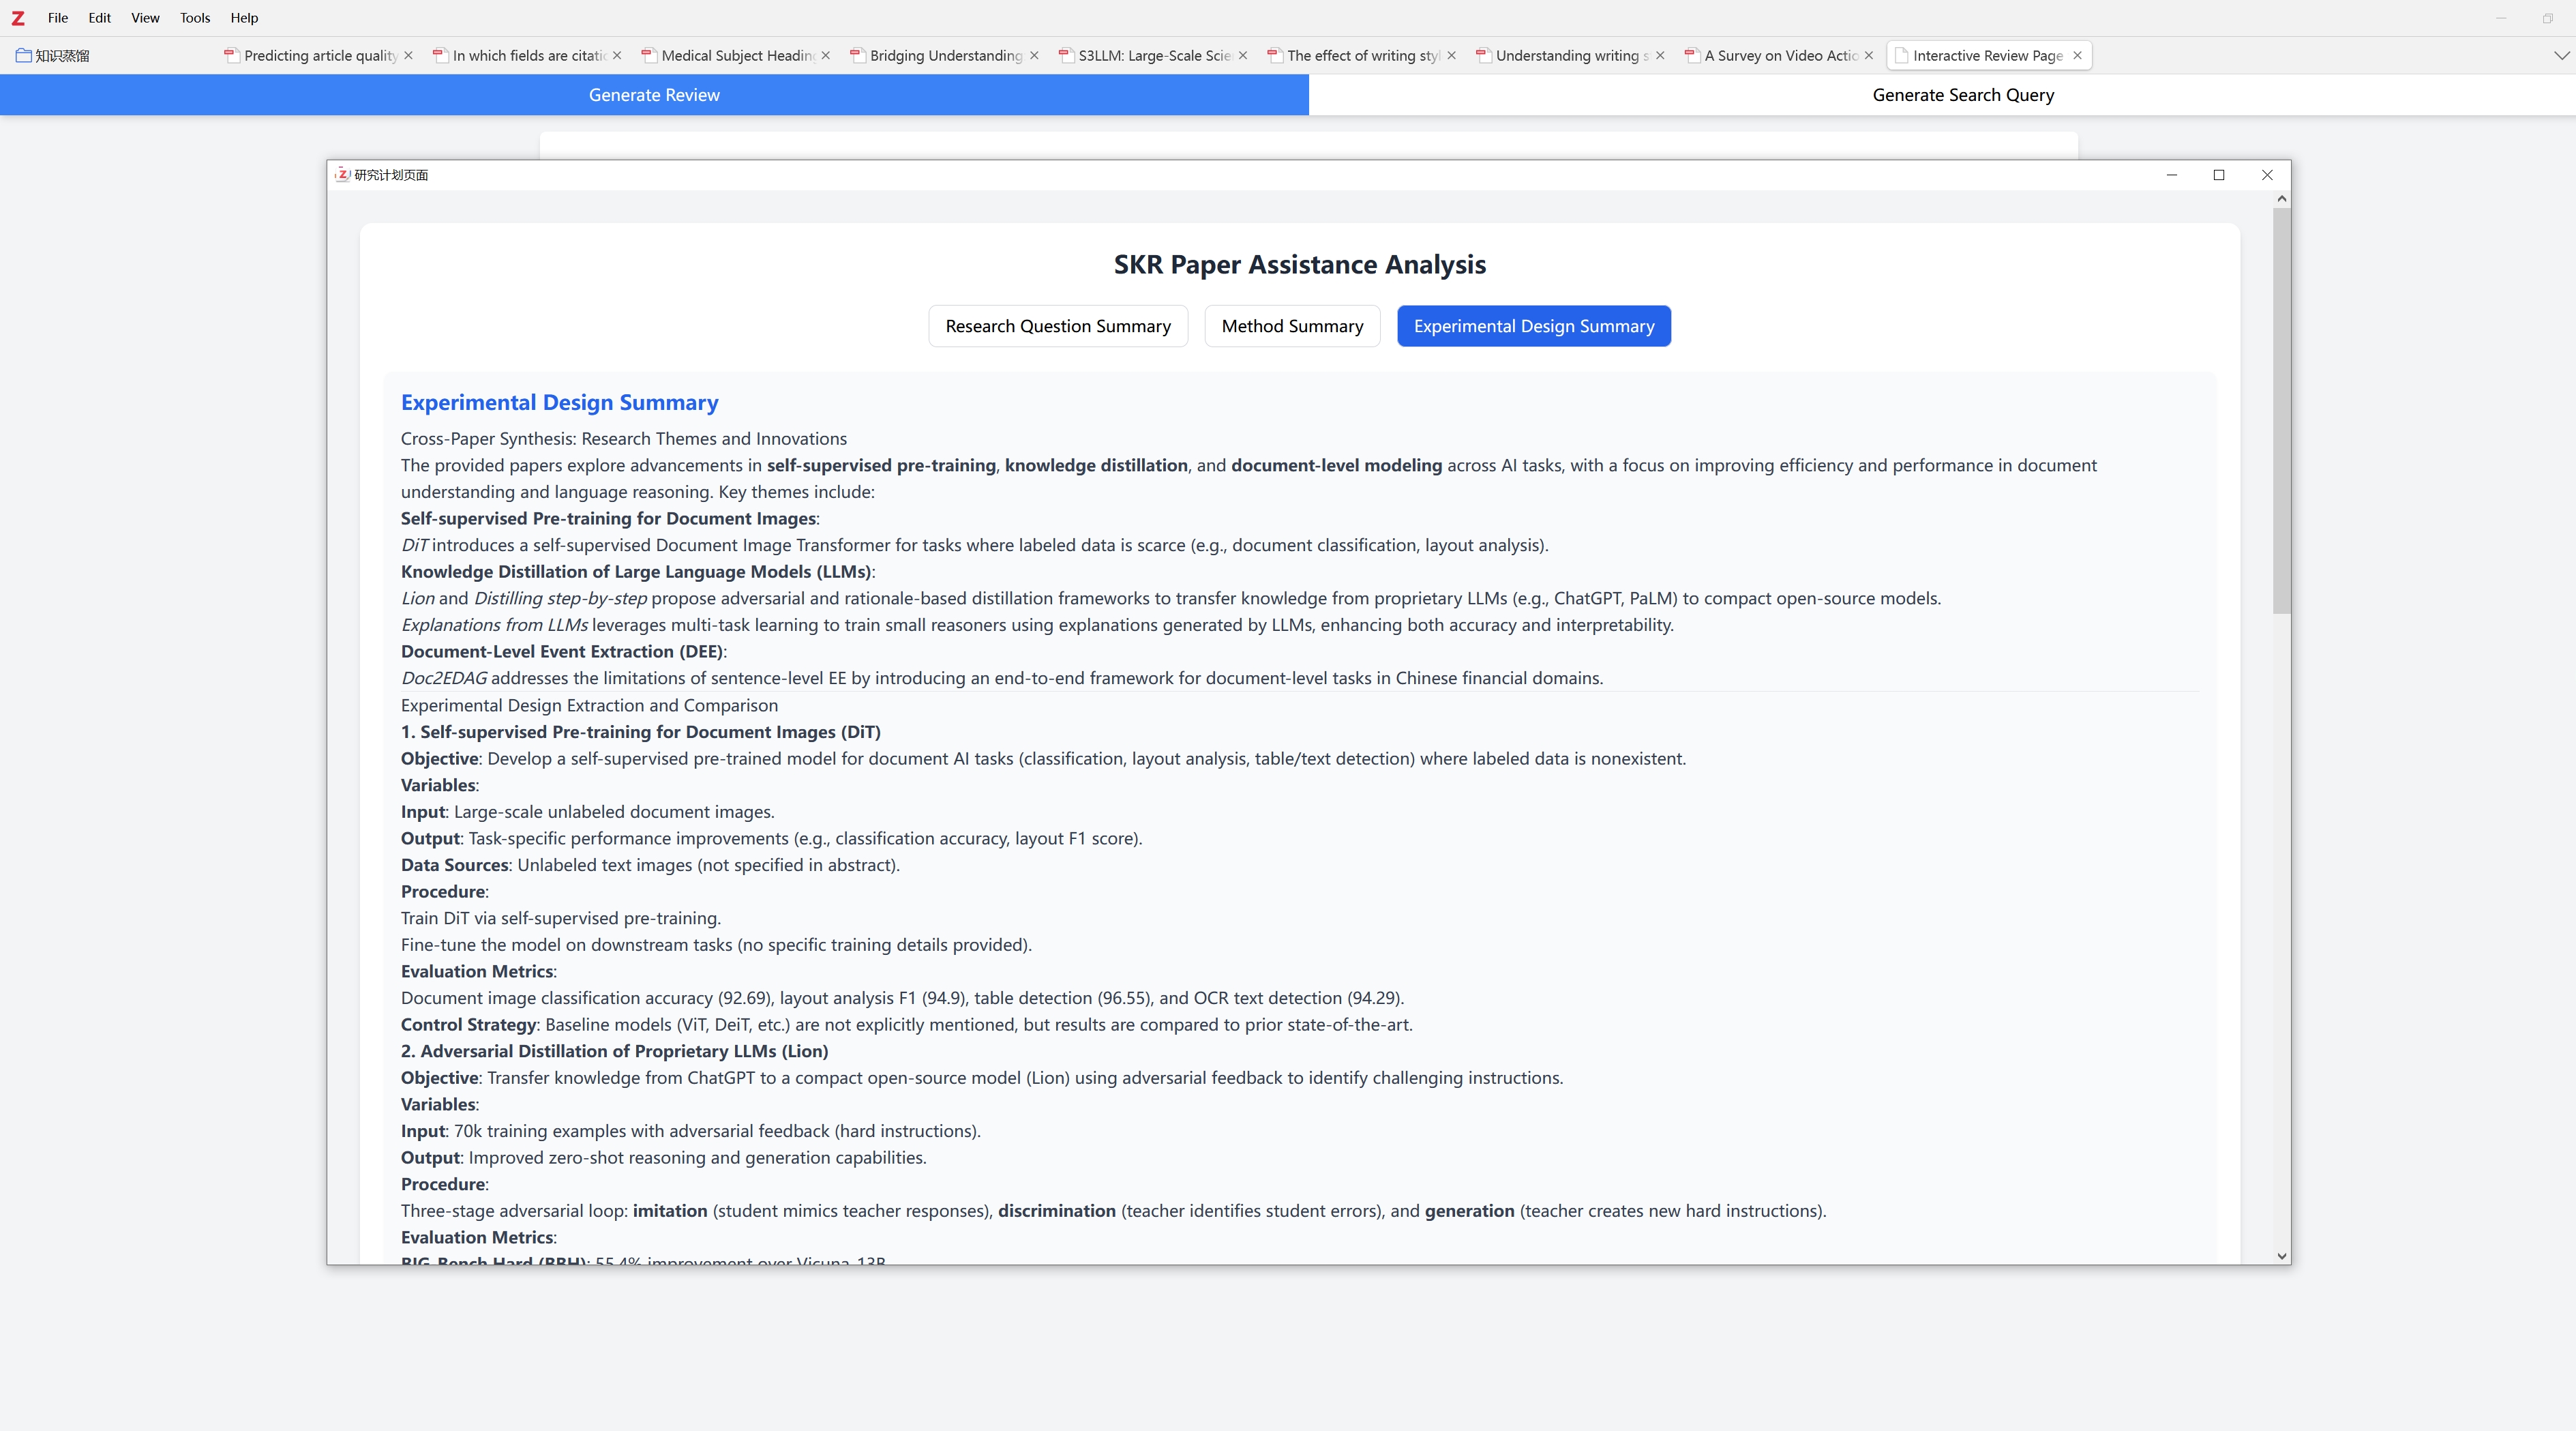 Z File Edit View Tools Help
知识蒸馏 Predicting article quality In which fields are citatic Medical Subject Heading Bridging Understanding S3LLM: Large-Scale Scie The effect of writing styl Understanding writing s A Survey on Video Actio Interactive Review Page
Generate Review Generate Search Query
研究计划页面
SKR Paper Assistance Analysis
Research Question Summary Method Summary Experimental Design Summary
Experimental Design Summary
Cross-Paper Synthesis: Research Themes and Innovations
The provided papers explore advancements in self-supervised pre-training, knowledge distillation, and document-level modeling across AI tasks, with a focus on improving efficiency and performance in document
understanding and language reasoning. Key themes include:
Self-supervised Pre-training for Document Images:
DiT introduces a self-supervised Document Image Transformer for tasks where labeled data is scarce (e.g., document classification, layout analysis).
Knowledge Distillation of Large Language Models (LLMs):
Lion and Distilling step-by-step propose adversarial and rationale-based distillation frameworks to transfer knowledge from proprietary LLMs (e.g., ChatGPT, PaLM) to compact open-source models.
Explanations from LLMs leverages multi-task learning to train small reasoners using explanations generated by LLMs, enhancing both accuracy and interpretability.
Document-Level Event Extraction (DEE):
Doc2EDAG addresses the limitations of sentence-level EE by introducing an end-to-end framework for document-level tasks in Chinese financial domains.
Experimental Design Extraction and Comparison
1. Self-supervised Pre-training for Document Images (DiT)
Objective: Develop a self-supervised pre-trained model for document AI tasks (classification, layout analysis, table/text detection) where labeled data is nonexistent.
Variables:
Input: Large-scale unlabeled document images.
Output: Task-specific performance improvements (e.g., classification accuracy, layout F1 score).
Data Sources: Unlabeled text images (not specified in abstract).
Procedure:
Train DiT via self-supervised pre-training.
Fine-tune the model on downstream tasks (no specific training details provided).
Evaluation Metrics:
Document image classification accuracy (92.69), layout analysis F1 (94.9), table detection (96.55), and OCR text detection (94.29).
Control Strategy: Baseline models (ViT, DeiT, etc.) are not explicitly mentioned, but results are compared to prior state-of-the-art.
2. Adversarial Distillation of Proprietary LLMs (Lion)
Objective: Transfer knowledge from ChatGPT to a compact open-source model (Lion) using adversarial feedback to identify challenging instructions.
Variables:
Input: 70k training examples with adversarial feedback (hard instructions).
Output: Improved zero-shot reasoning and generation capabilities.
Procedure:
Three-stage adversarial loop: imitation (student mimics teacher responses), discrimination (teacher identifies student errors), and generation (teacher creates new hard instructions).
Evaluation Metrics:
BIG-Bench Hard (BBH): 55.4% improvement over Vicuna-13B